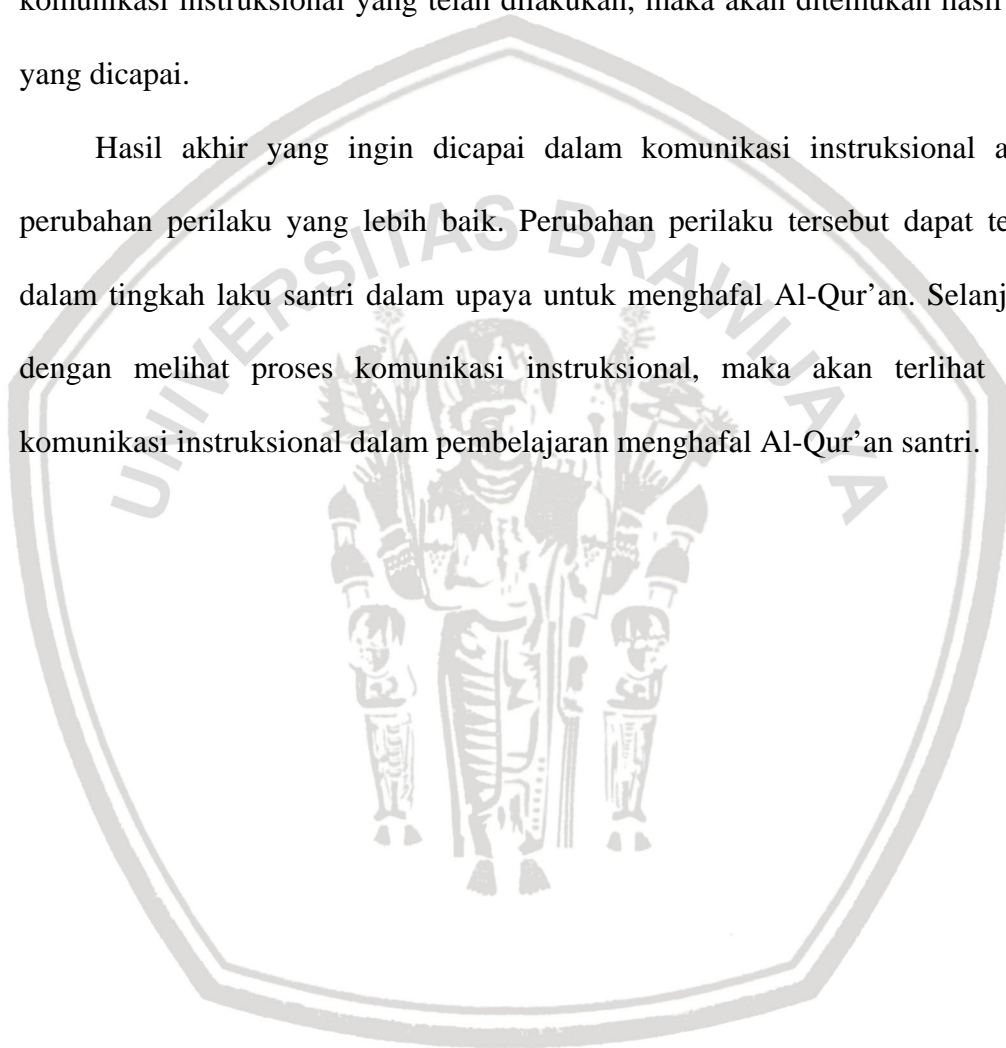 komunikasi instruksional yang telah dilakukan, maka akan ditemukan hasil
yang dicapai.
Hasil akhir yang ingin dicapai dalam komunikasi instruksional
perubahan perilaku yang lebih baik. Perubahan perilaku tersebut dapat
dalam tingkah laku santri dalam upaya untuk menghafal Al-Qur’an.
dengan melihat proses komunikasi instruksional, maka akan terlihat
komunikasi instruksional dalam pembelajaran menghafal Al-Qur’an santri.
UNIVERSITAS BRAWIJAYA